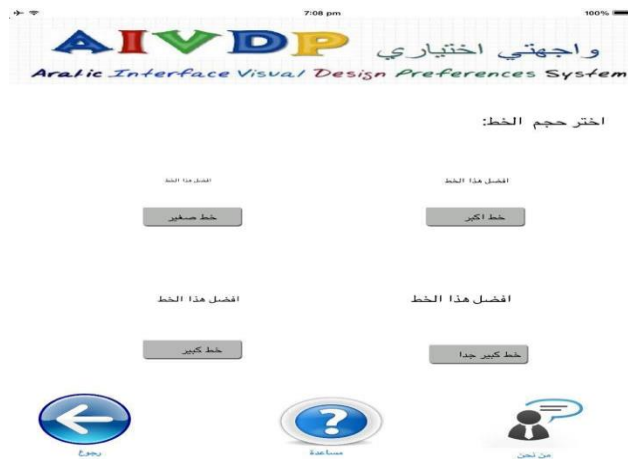 7:08 pm
100%
AIVDP واجهتي اختياري
Arabic Interface Visual Design Preferences System
اختر حجم الخط:
افضل هذا الخط
افضل هذا الخط
خط اكبر
خط صغير
افضل هذا الخط
افضل هذا الخط
خط كبير جدا
خط كبير
من نحن
مساعدة
رجوع